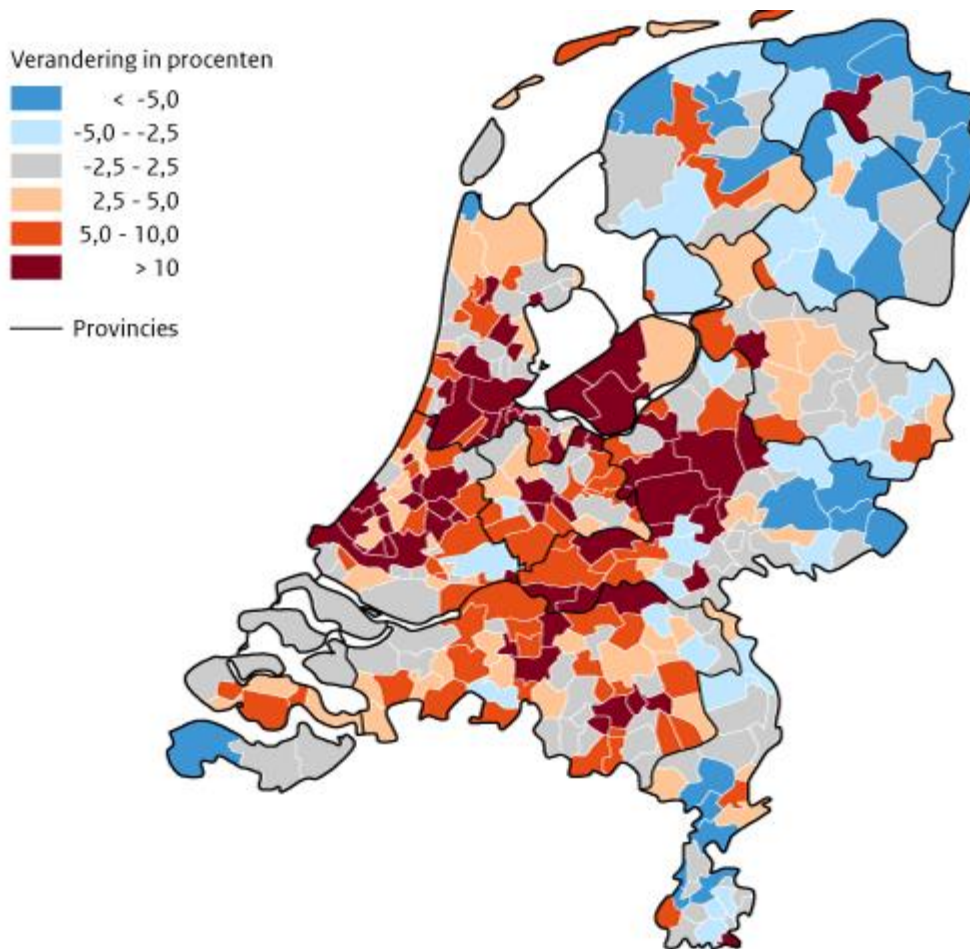 Verandering in procenten
< -5,0
-5,0 - -2,5
-2,5 - 2,5
2,5 - 5,0
5,0 - 10,0
> 10
Provincies